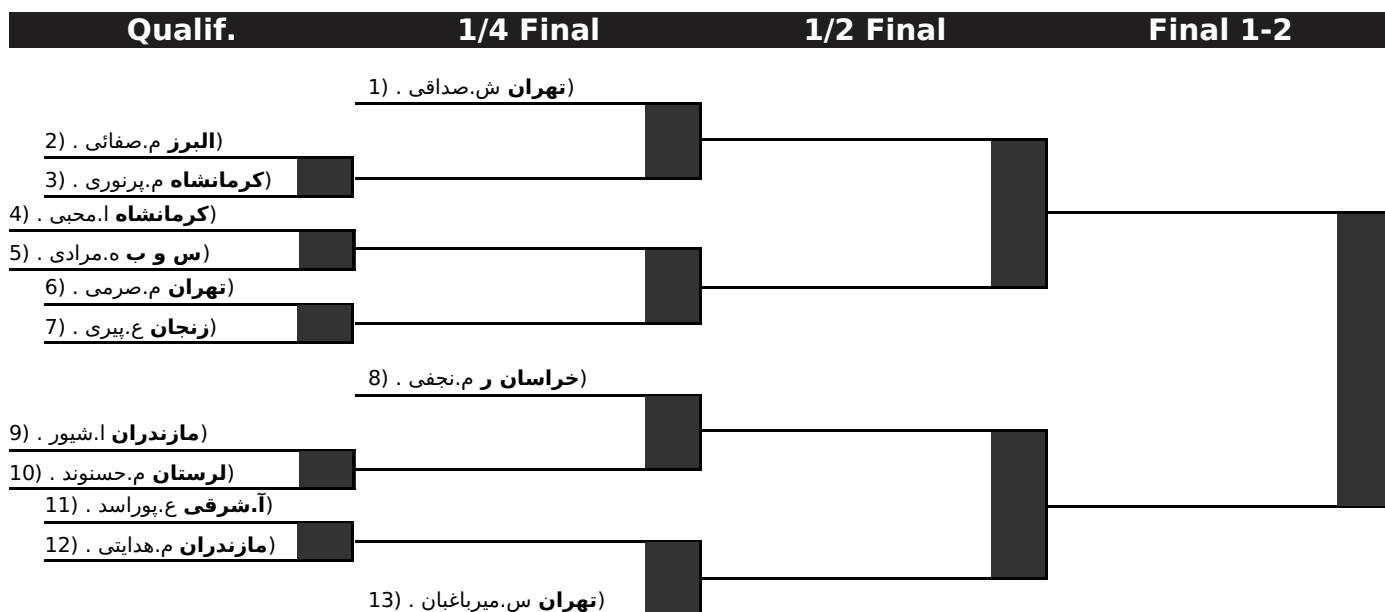 Qualif. 1/4 Final 1/2 Final Final 1-2
1) . ش.صداقی تهران)
2) . م.صفائی البرز)
3) . م.پرنوری کرمانشاه)
4) . ا.محبی کرمانشاه)
5) . ه.مرادی س و ب)
6) . م.صرمی تهران)
7) . ع.پیری زنجان)
8) . م.نجفی خراسان ر)
9) . ا.شیور مازندران)
10) . م.حسنوند لرستان)
11) . ع.پوراسد آ.شرقی)
12) . م.هدایتی مازندران)
13) . س.میرباغبان تهران)